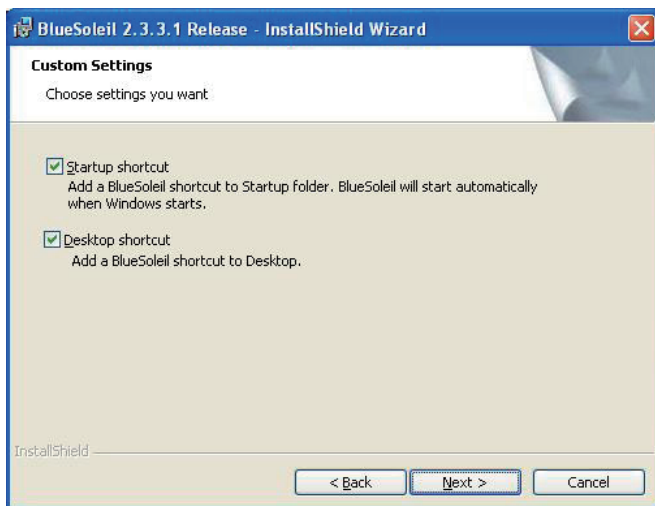 BlueSoleil 2.3.3.1 Release - InstallShield Wizard
Custom Settings
Choose settings you want
Startup shortcut
Add a BlueSoleil shortcut to Startup folder. BlueSoleil will start automatically
when Windows starts.
Desktop shortcut
Add a BlueSoleil shortcut to Desktop.
InstallShield
< Back Next > Cancel